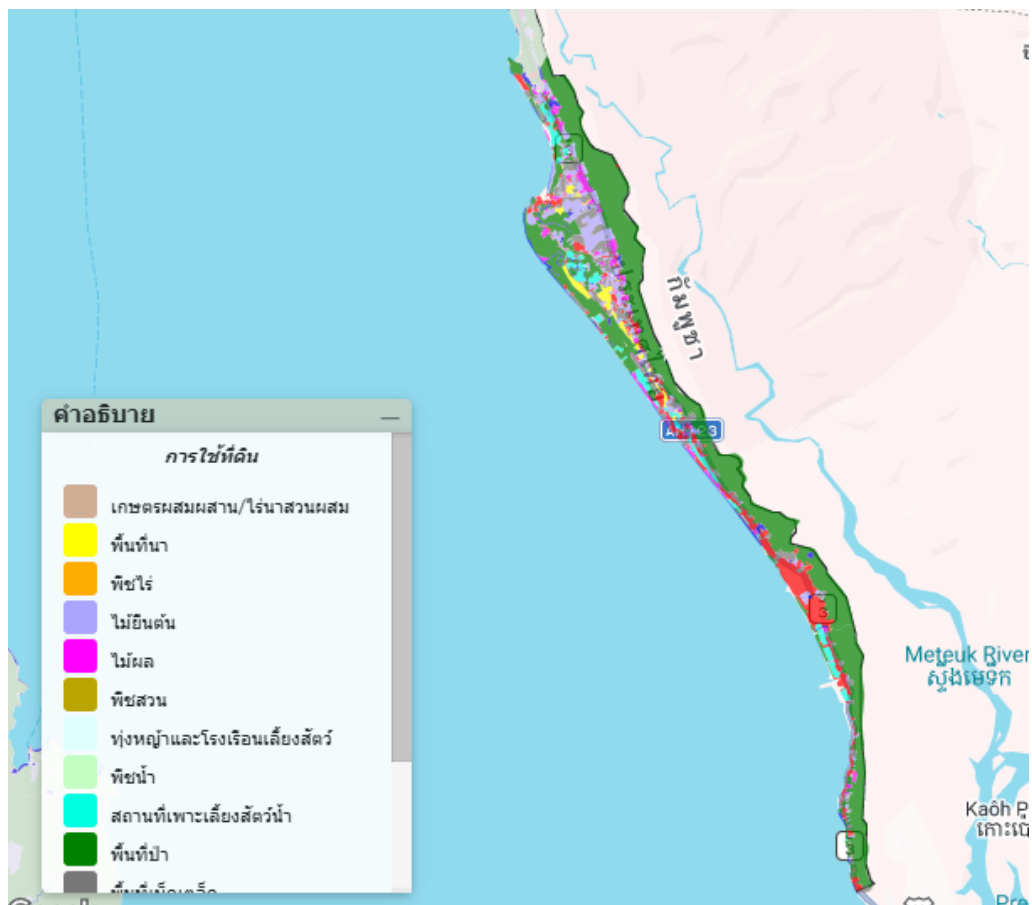 กัมพูชา
3
Meteuk River
ស្ទឹងមេទឹក
3
คำอธิบาย
การใช้ที่ดิน
เกษตรผสมผสาน/ไร่นาสวนผสม
พื้นที่นา
พืชไร่
ไม้ยืนต้น
ไม้ผล
พืชสวน
ทุ่งหญ้าและโรงเรือนเลี้ยงสัตว์
พืชน้ำ
สถานที่เพาะเลี้ยงสัตว์น้ำ
พื้นที่ป่า